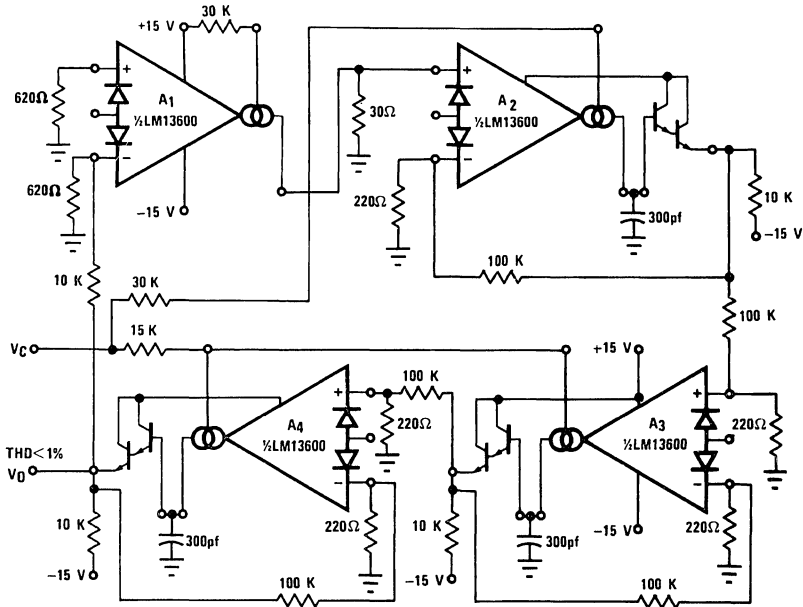 30 K
+15 V
+
A1
½LM13600
620Ω
-
620Ω
-15 V
30Ω
+
A2
½LM13600
-
220Ω
300pf
10 K
-15 V
100 K
10 K
30 K
100 K
VC
15 K
+15 V
100 K
+
A4
½LM13600
220Ω
-
+
A3
½LM13600
220Ω
-
THD<1%
VO
10 K
300pf
220Ω
10 K
300pf
-15 V
220Ω
-15 V
-15 V
100 K
100 K